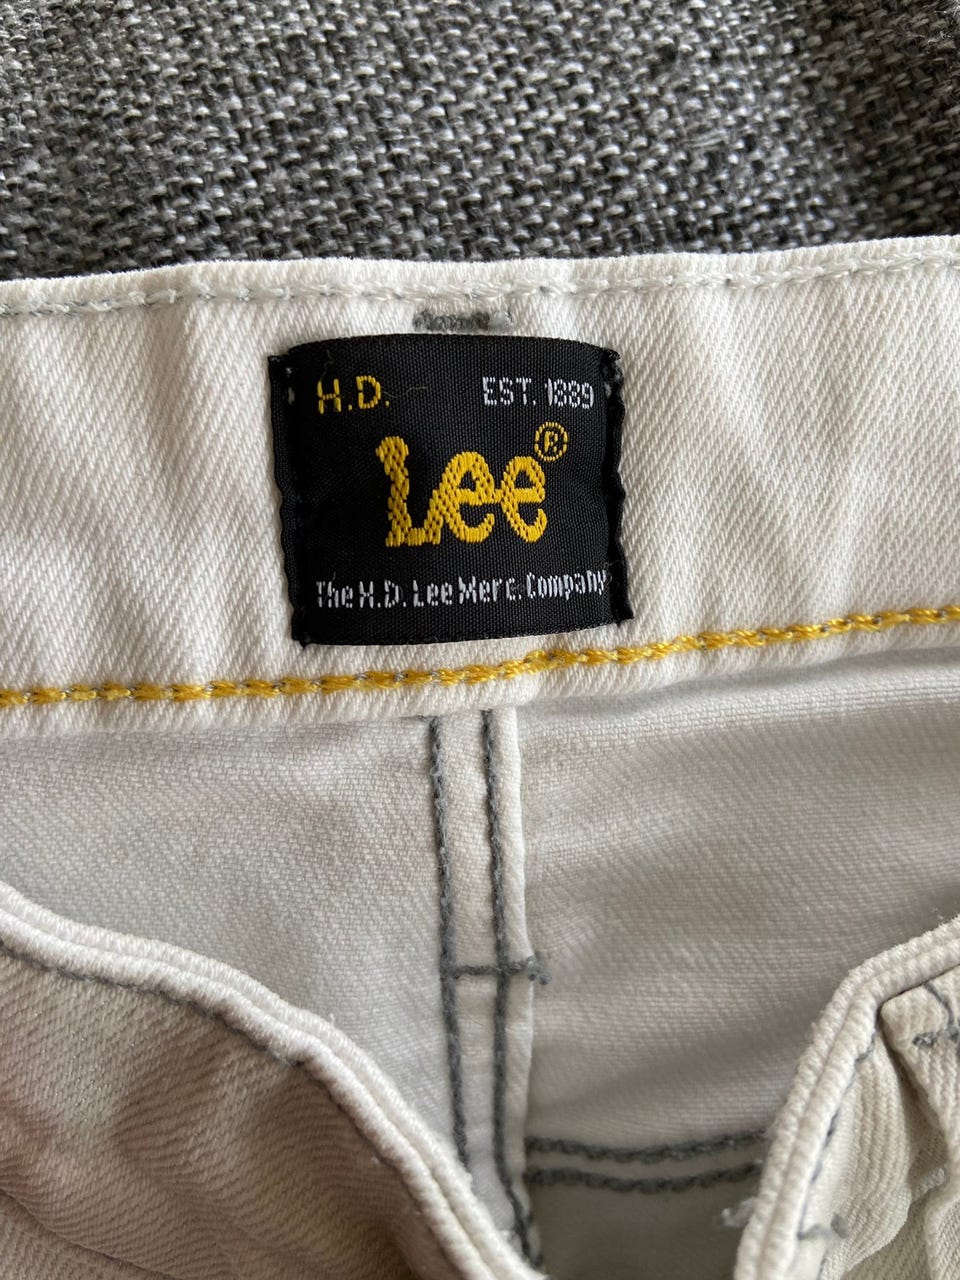 H.D. EST. 1889
Lee®
The H.D. Lee Merc. Company